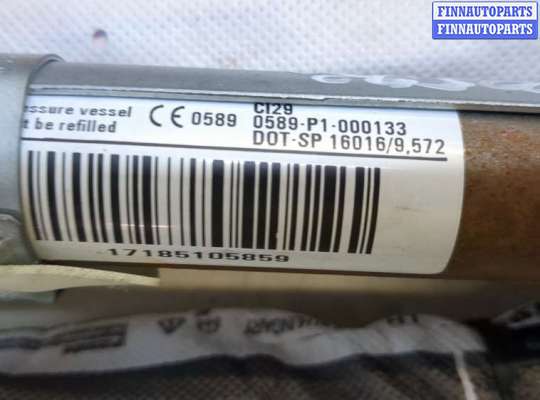 FINNAUTOPARTS
FINNAUTOPARTS
CI29
essure vessel
t be refilled
CE 0589
0589-P1-000133
DOT-SP 16016/9,572
17185105859